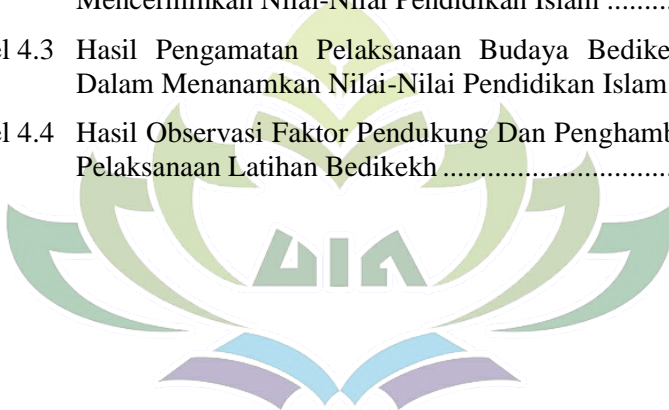 Mencerminkan Nilai-Nilai Pendidikan Islam ..........
el 4.3 Hasil Pengamatan Pelaksanaan Budaya Bedike
Dalam Menanamkan Nilai-Nilai Pendidikan Islam
el 4.4 Hasil Observasi Faktor Pendukung Dan Penghamb
Pelaksanaan Latihan Bedikekh ...............................
UIN